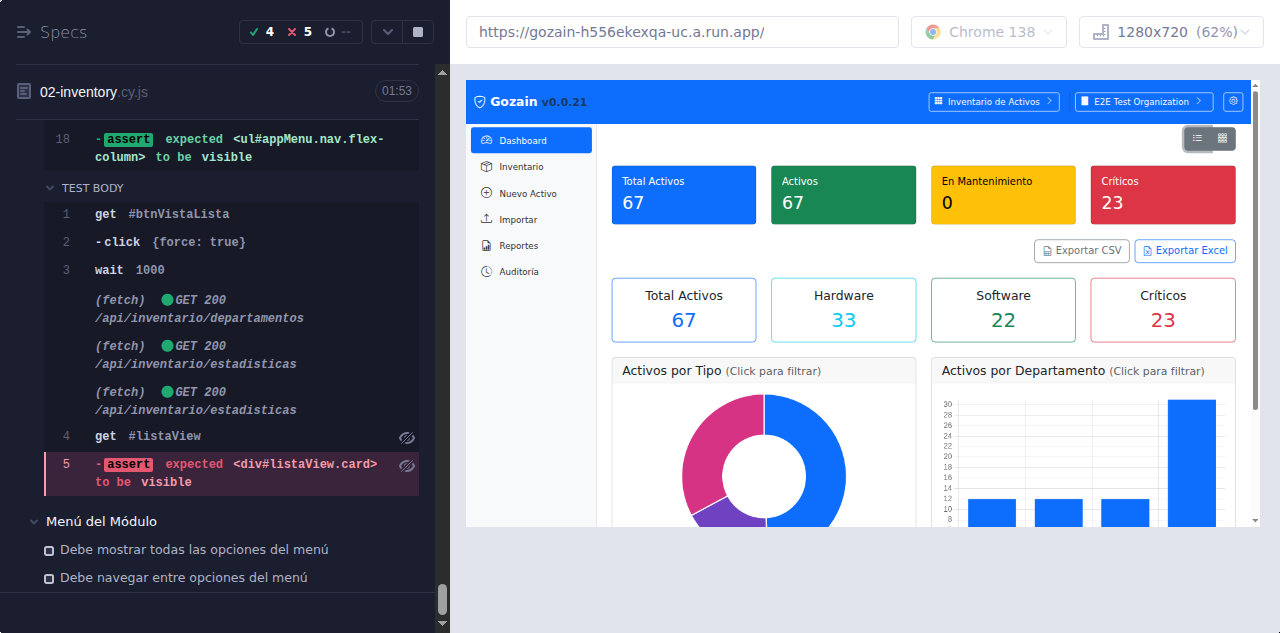 Specs
4
5
--
02-inventory.cy.js
01:53
18 -assert expected <ul#appMenu.nav.flex-
column> to be visible
TEST BODY
1 get #btnVistaLista
2 -click {force: true}
3 wait 1000
(fetch) GET 200
/api/inventario/departamentos
(fetch) GET 200
/api/inventario/estadisticas
(fetch) GET 200
/api/inventario/estadisticas
4 get #listaView
5 -assert expected <div#listaView.card>
to be visible
Menú del Módulo
Debe mostrar todas las opciones del menú
Debe navegar entre opciones del menú
https://gozain-h556ekexqa-uc.a.run.app/
Chrome 138
1280x720 (62%)
Gozain v0.0.21
Inventario de Activos
E2E Test Organization
Dashboard
Inventario
Nuevo Activo
Importar
Reportes
Auditoría
Total Activos
67
Activos
67
En Mantenimiento
0
Críticos
23
Exportar CSV
Exportar Excel
Total Activos
67
Hardware
33
Software
22
Críticos
23
Activos por Tipo (Click para filtrar)
Activos por Departamento (Click para filtrar)
30
28
26
24
22
20
18
16
14
12
10
8